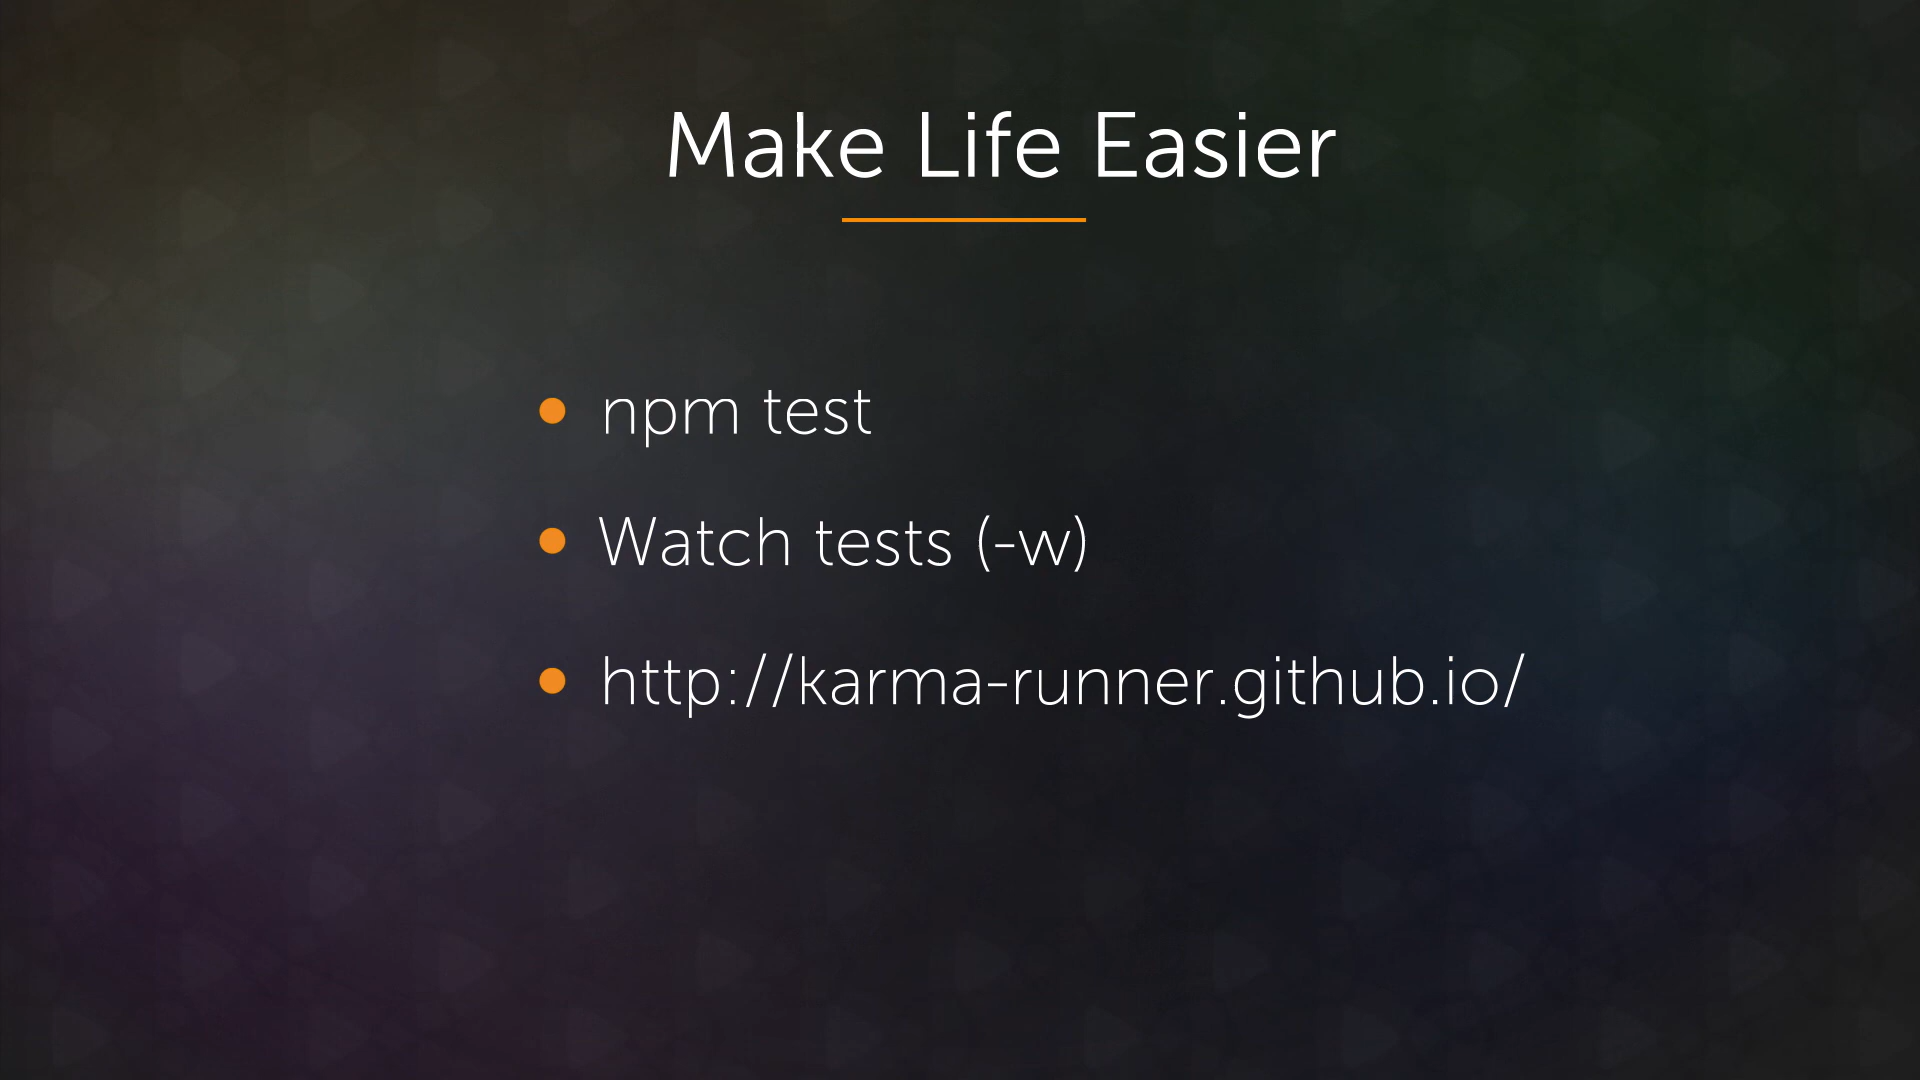 Make Life Easier
npm test
Watch tests (-w)
http://karma-runner.github.io/